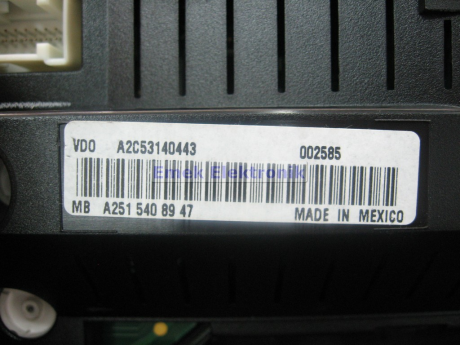 VDO A2C53140443 002585
Emek Elektronik
MB A251 540 89 47 MADE IN MEXICO